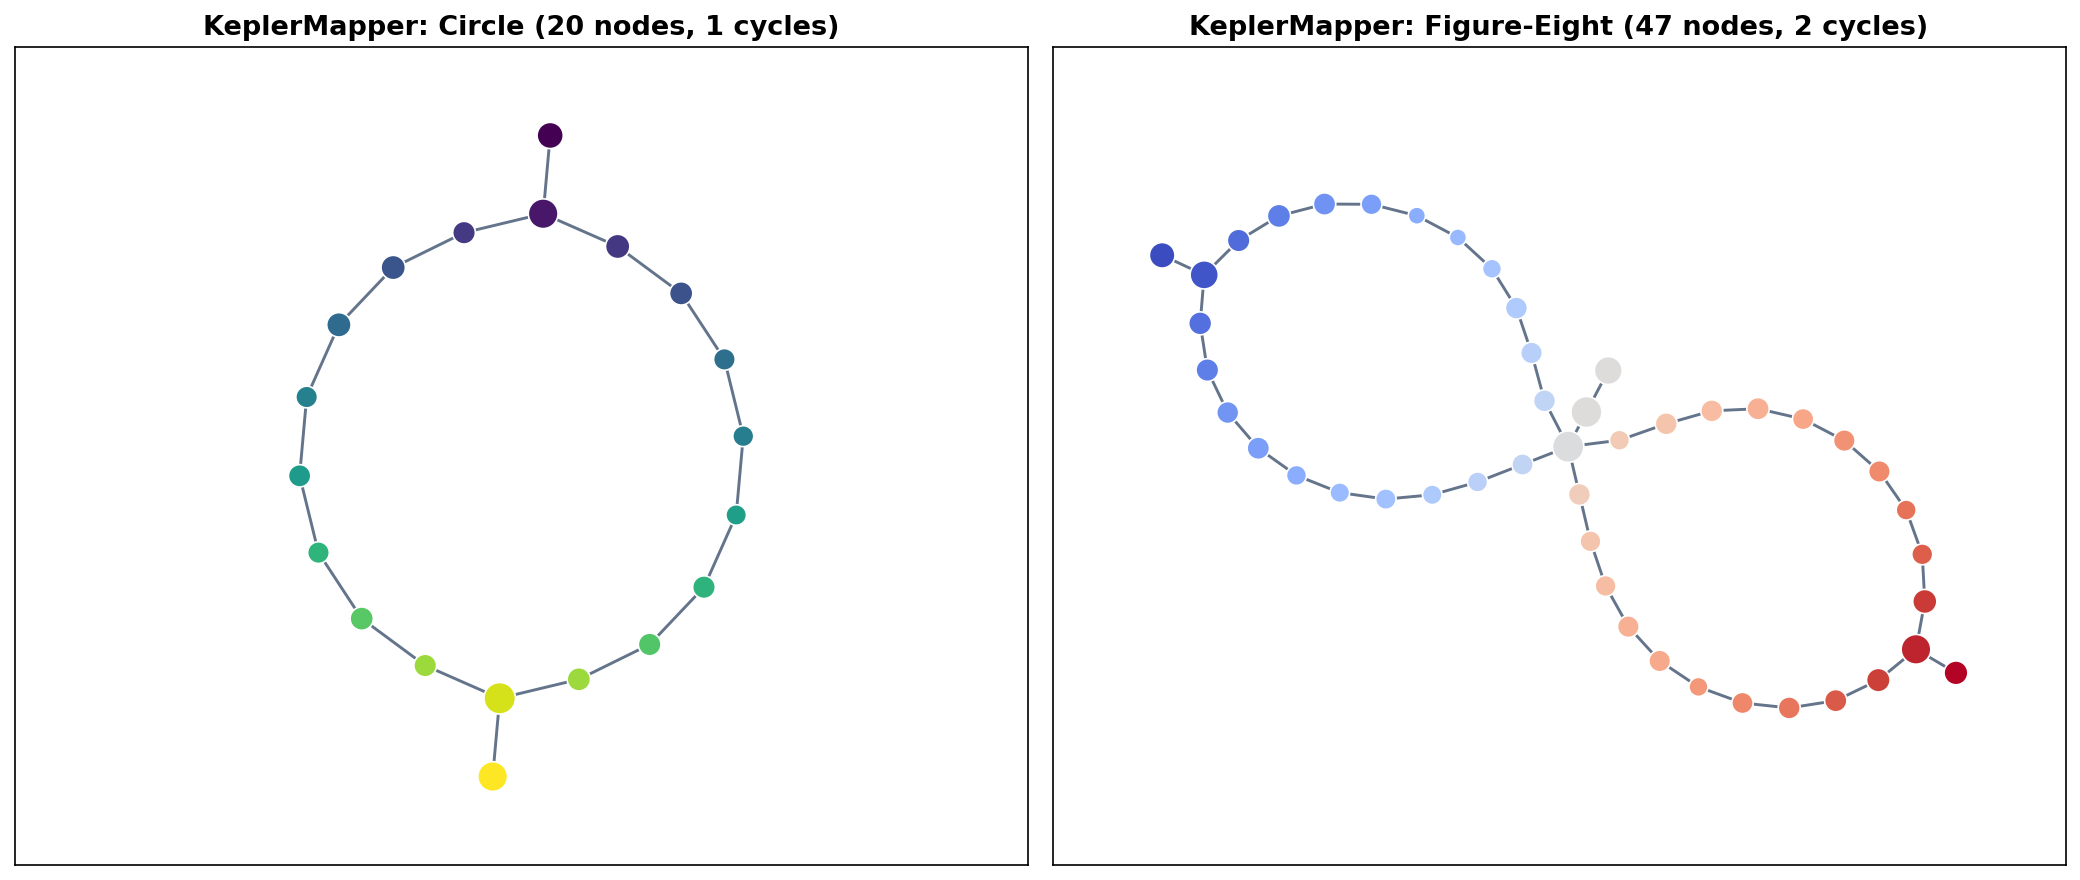 KeplerMapper: Circle (20 nodes, 1 cycles)
KeplerMapper: Figure-Eight (47 nodes, 2 cycles)